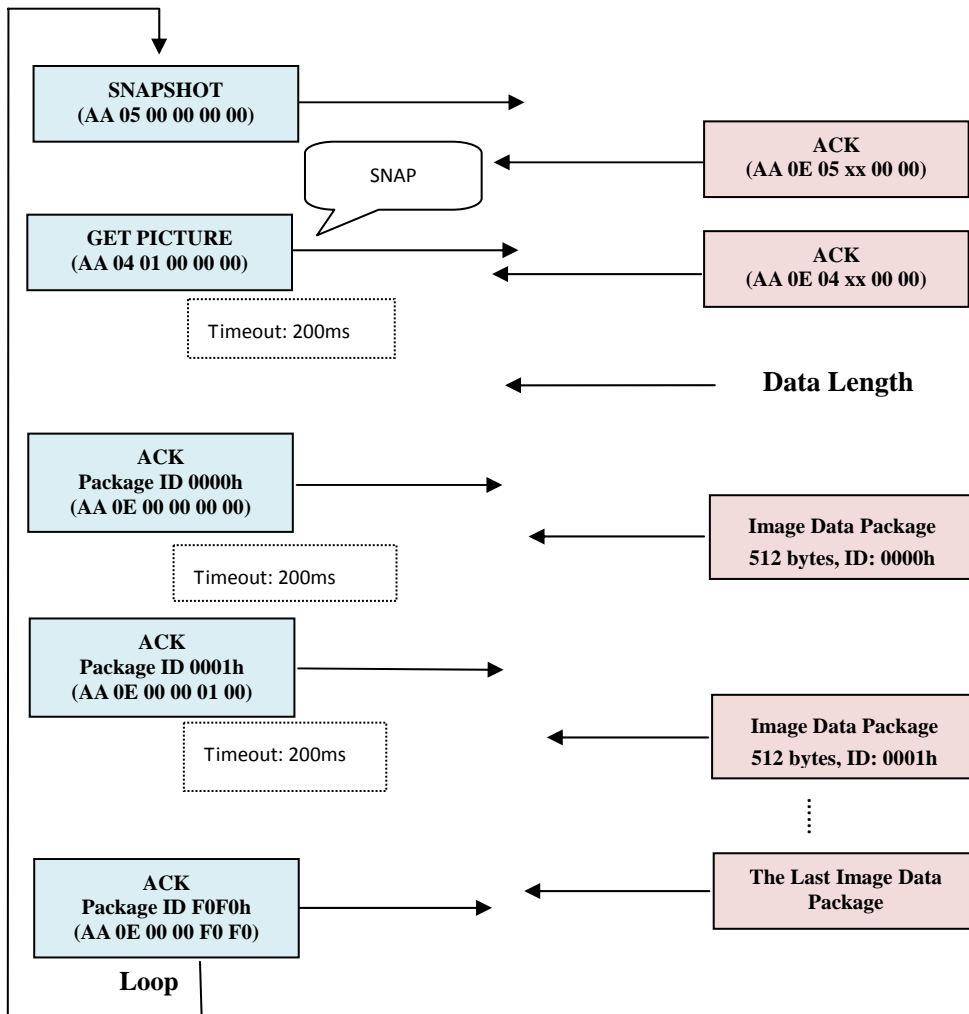 SNAPSHOT
(AA 05 00 00 00 00)
ACK
(AA 0E 05 xx 00 00)
SNAP
GET PICTURE
(AA 04 01 00 00 00)
ACK
(AA 0E 04 xx 00 00)
Timeout: 200ms
Data Length
ACK
Package ID 0000h
(AA 0E 00 00 00 00)
Image Data Package
512 bytes, ID: 0000h
Timeout: 200ms
ACK
Package ID 0001h
(AA 0E 00 00 01 00)
Image Data Package
512 bytes, ID: 0001h
Timeout: 200ms
ACK
Package ID F0F0h
(AA 0E 00 00 F0 F0)
The Last Image Data
Package
Loop